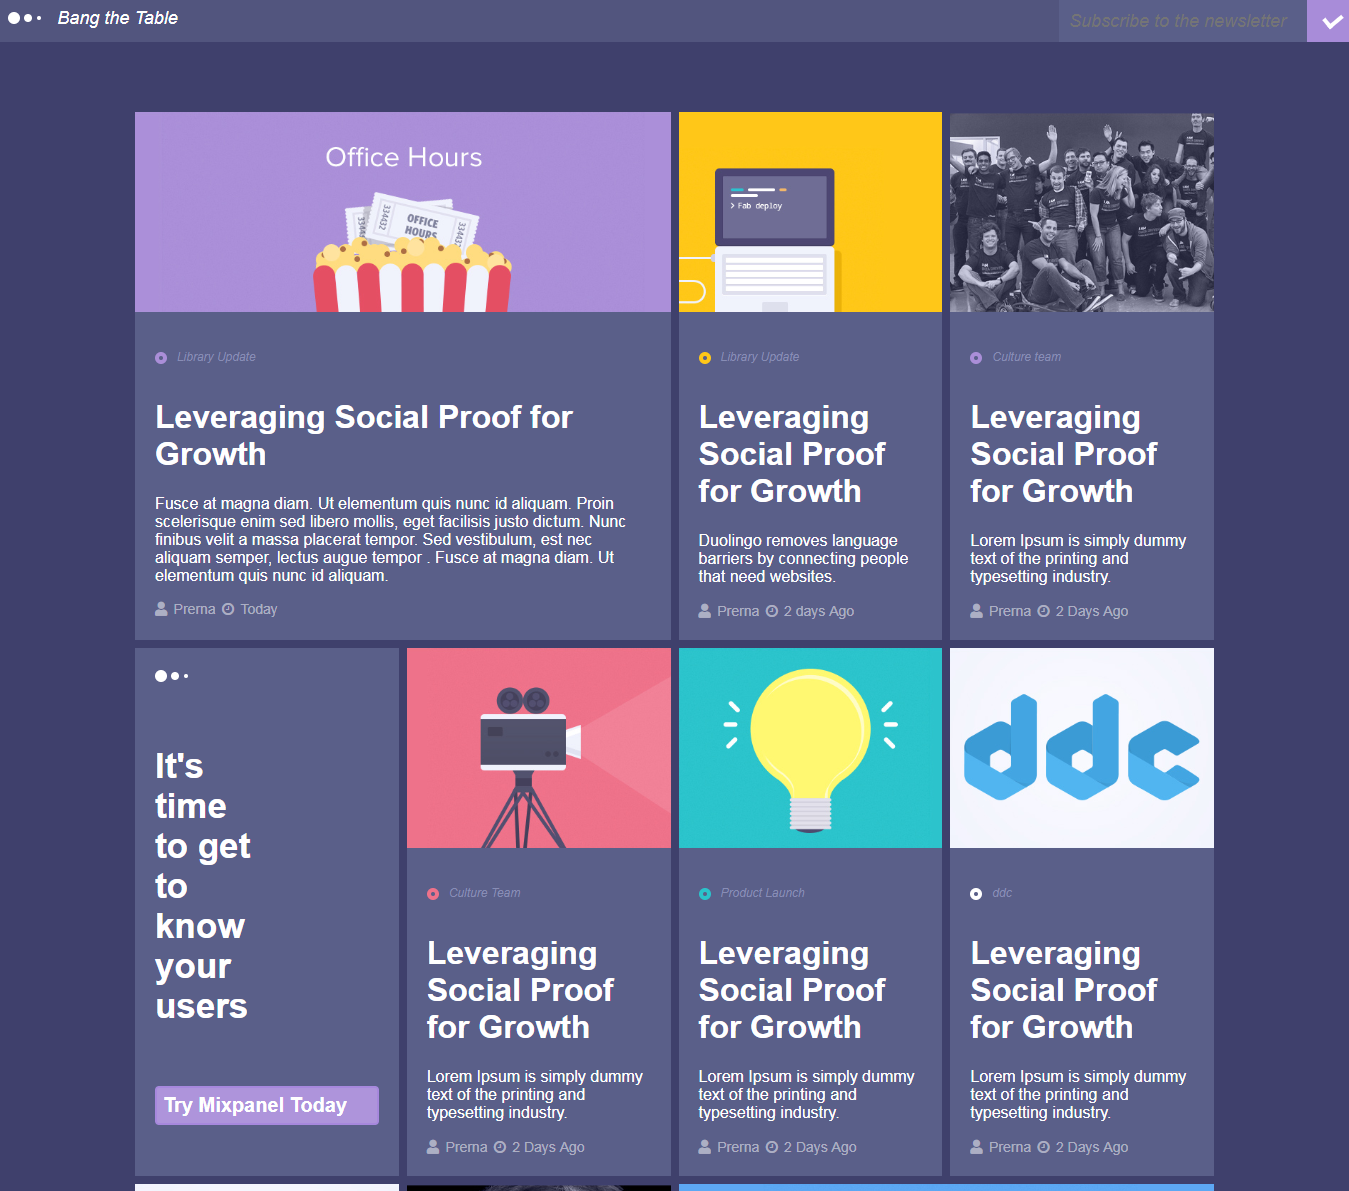 Bang the Table
Subscribe to the newsletter
Office Hours
334432
OFFICE
HOURS
334432
> Fab deploy
Library Update
Leveraging Social Proof for
Growth
Fusce at magna diam. Ut elementum quis nunc id aliquam. Proin
scelerisque enim sed libero mollis, eget facilisis justo dictum. Nunc
finibus velit a massa placerat tempor. Sed vestibulum, est nec
aliquam semper, lectus augue tempor . Fusce at magna diam. Ut
elementum quis nunc id aliquam.
Prerna Today
Library Update
Leveraging
Social Proof
for Growth
Duolingo removes language
barriers by connecting people
that need websites.
Prerna 2 days Ago
Culture team
Leveraging
Social Proof
for Growth
Lorem Ipsum is simply dummy
text of the printing and
typesetting industry.
Prerna 2 Days Ago
It's
time
to get
to
know
your
users
Try Mixpanel Today
Culture Team
Leveraging
Social Proof
for Growth
Lorem Ipsum is simply dummy
text of the printing and
typesetting industry.
Prerna 2 Days Ago
Product Launch
Leveraging
Social Proof
for Growth
Lorem Ipsum is simply dummy
text of the printing and
typesetting industry.
Prerna 2 Days Ago
ddc
ddc
Leveraging
Social Proof
for Growth
Lorem Ipsum is simply dummy
text of the printing and
typesetting industry.
Prerna 2 Days Ago